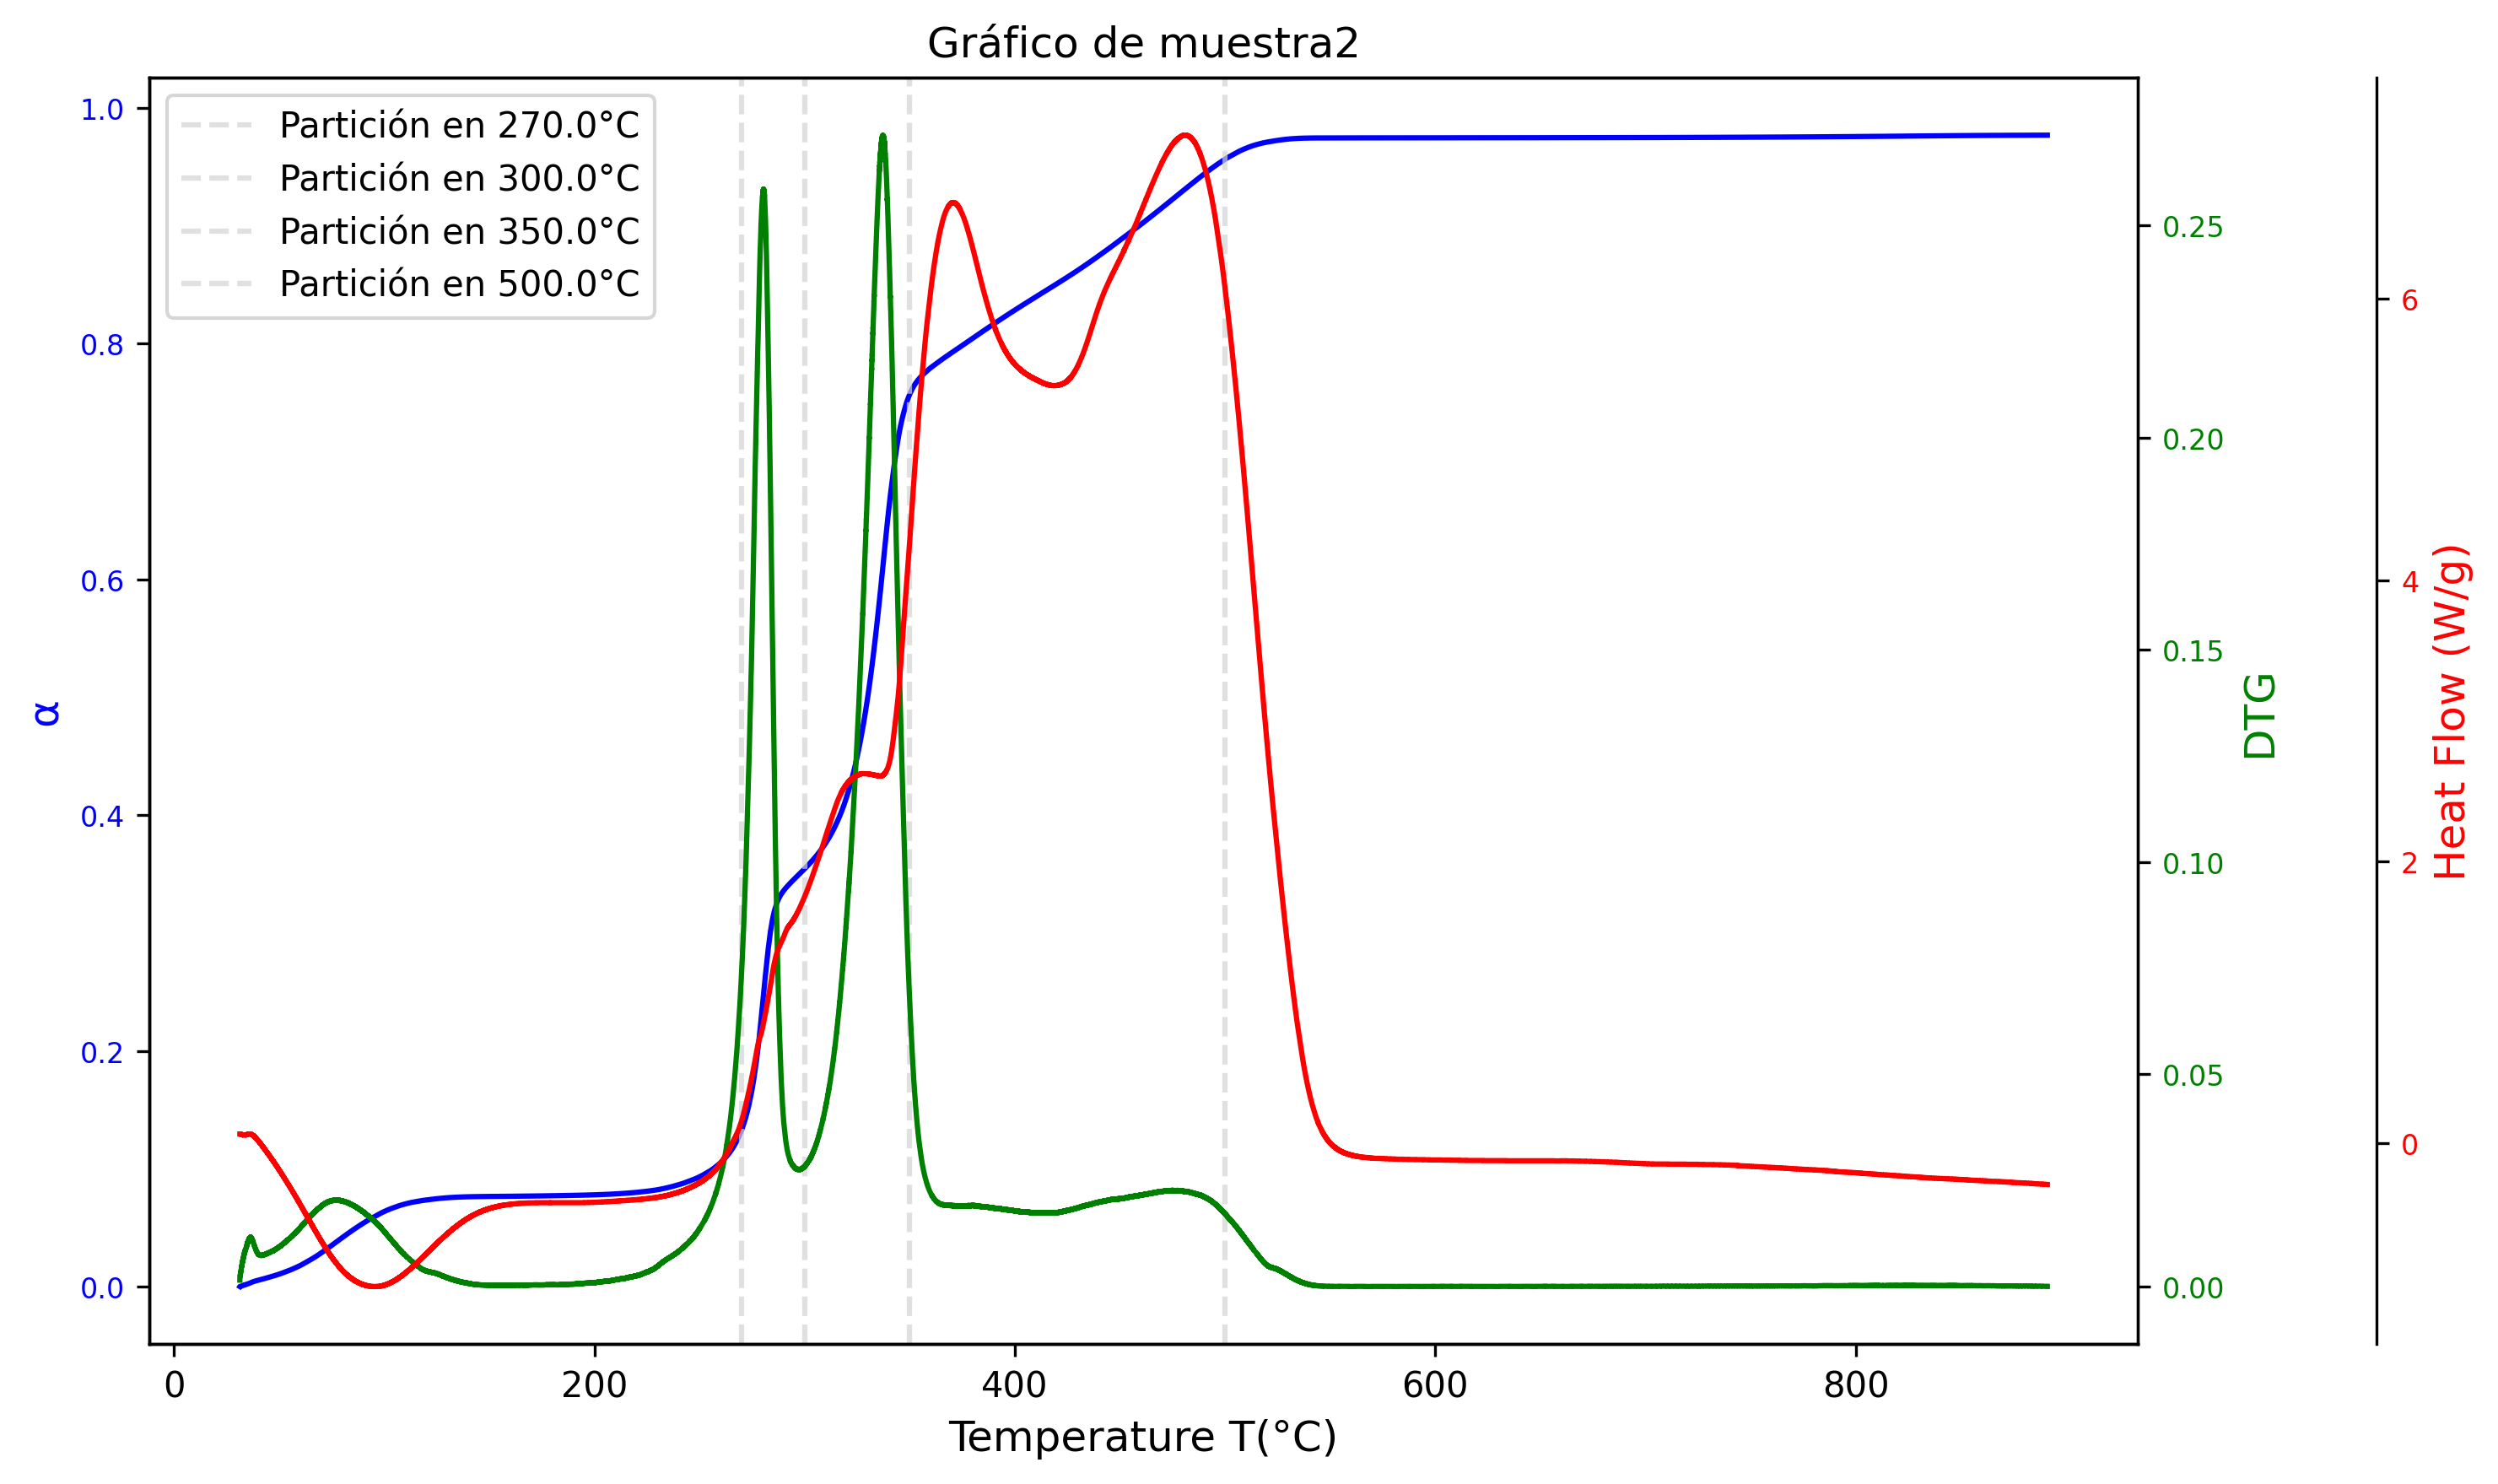 Gráfico de muestra2
Partición en 270.0°C
Partición en 300.0°C
Partición en 350.0°C
Partición en 500.0°C
1.0
0.8
0.6
0.4
0.2
0.0
α
0
200
400
600
800
Temperature T(°C)
0.25
0.20
0.15
0.10
0.05
0.00
DTG
6
4
2
0
Heat Flow (W/g)